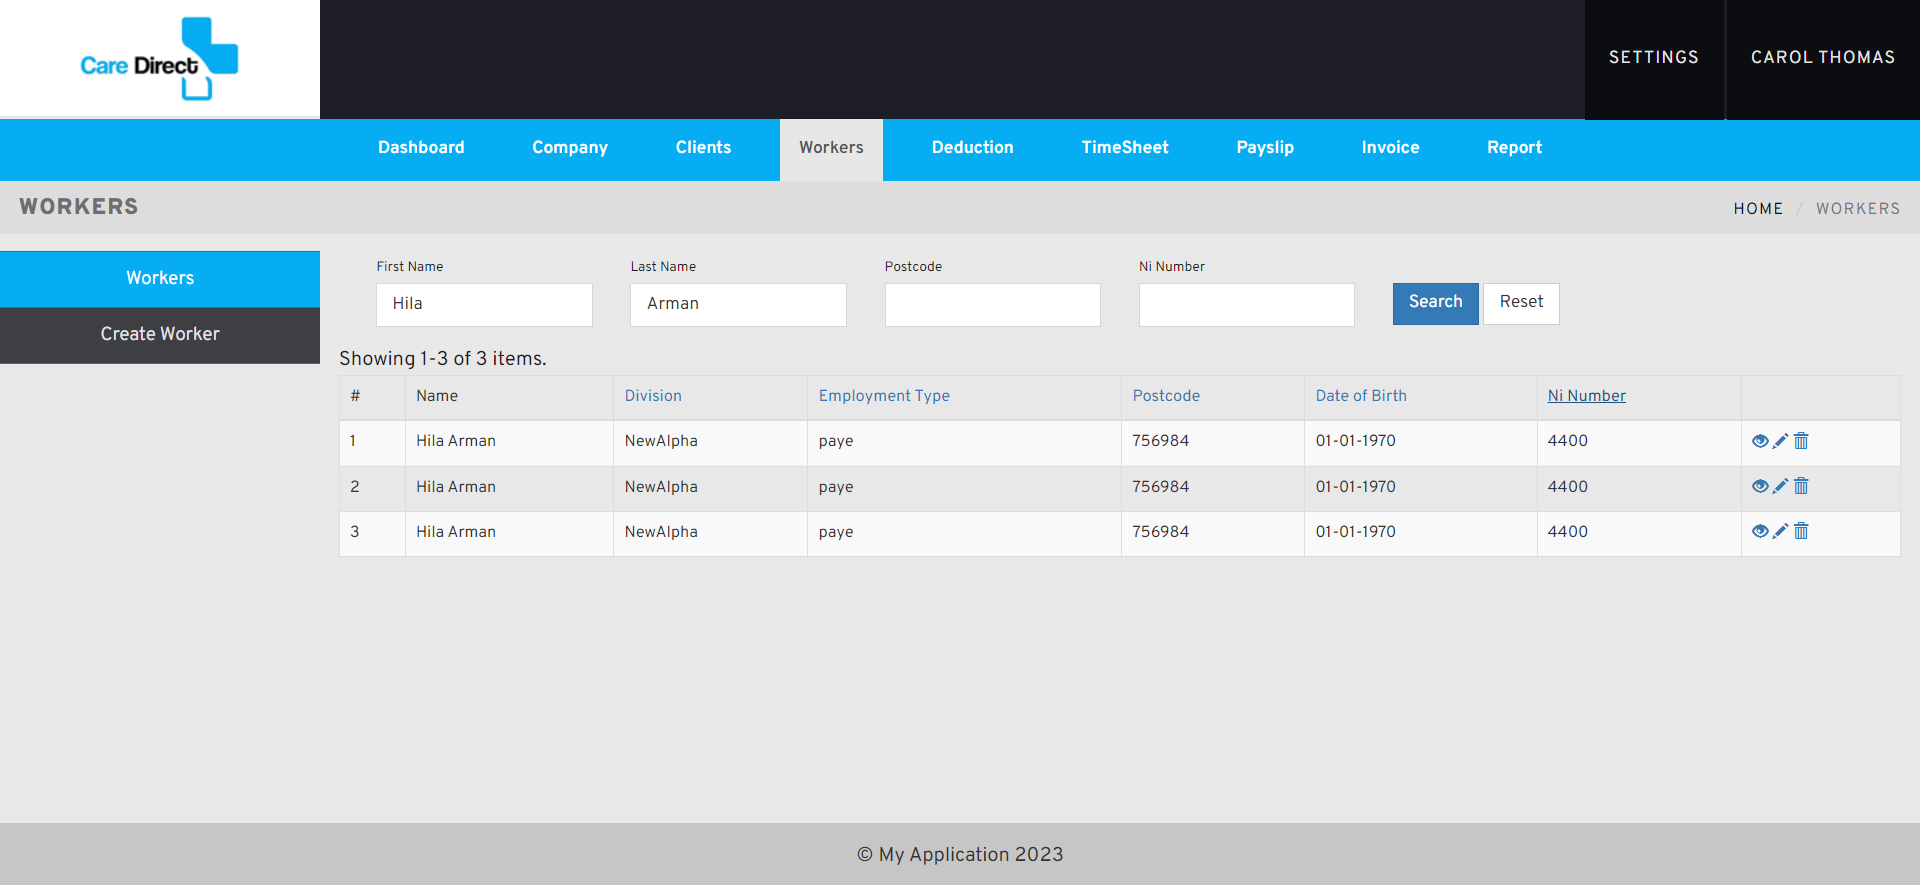 Care Direct
SETTINGS
CAROL THOMAS
Dashboard
Company
Clients
Workers
Deduction
TimeSheet
Payslip
Invoice
Report
WORKERS
HOME / WORKERS
Workers
Create Worker
First Name
Last Name
Postcode
Ni Number
Hila
Arman
Search
Reset
Showing 1-3 of 3 items.
# Name Division Employment Type Postcode Date of Birth Ni Number
1 Hila Arman NewAlpha paye 756984 01-01-1970 4400
2 Hila Arman NewAlpha paye 756984 01-01-1970 4400
3 Hila Arman NewAlpha paye 756984 01-01-1970 4400
© My Application 2023